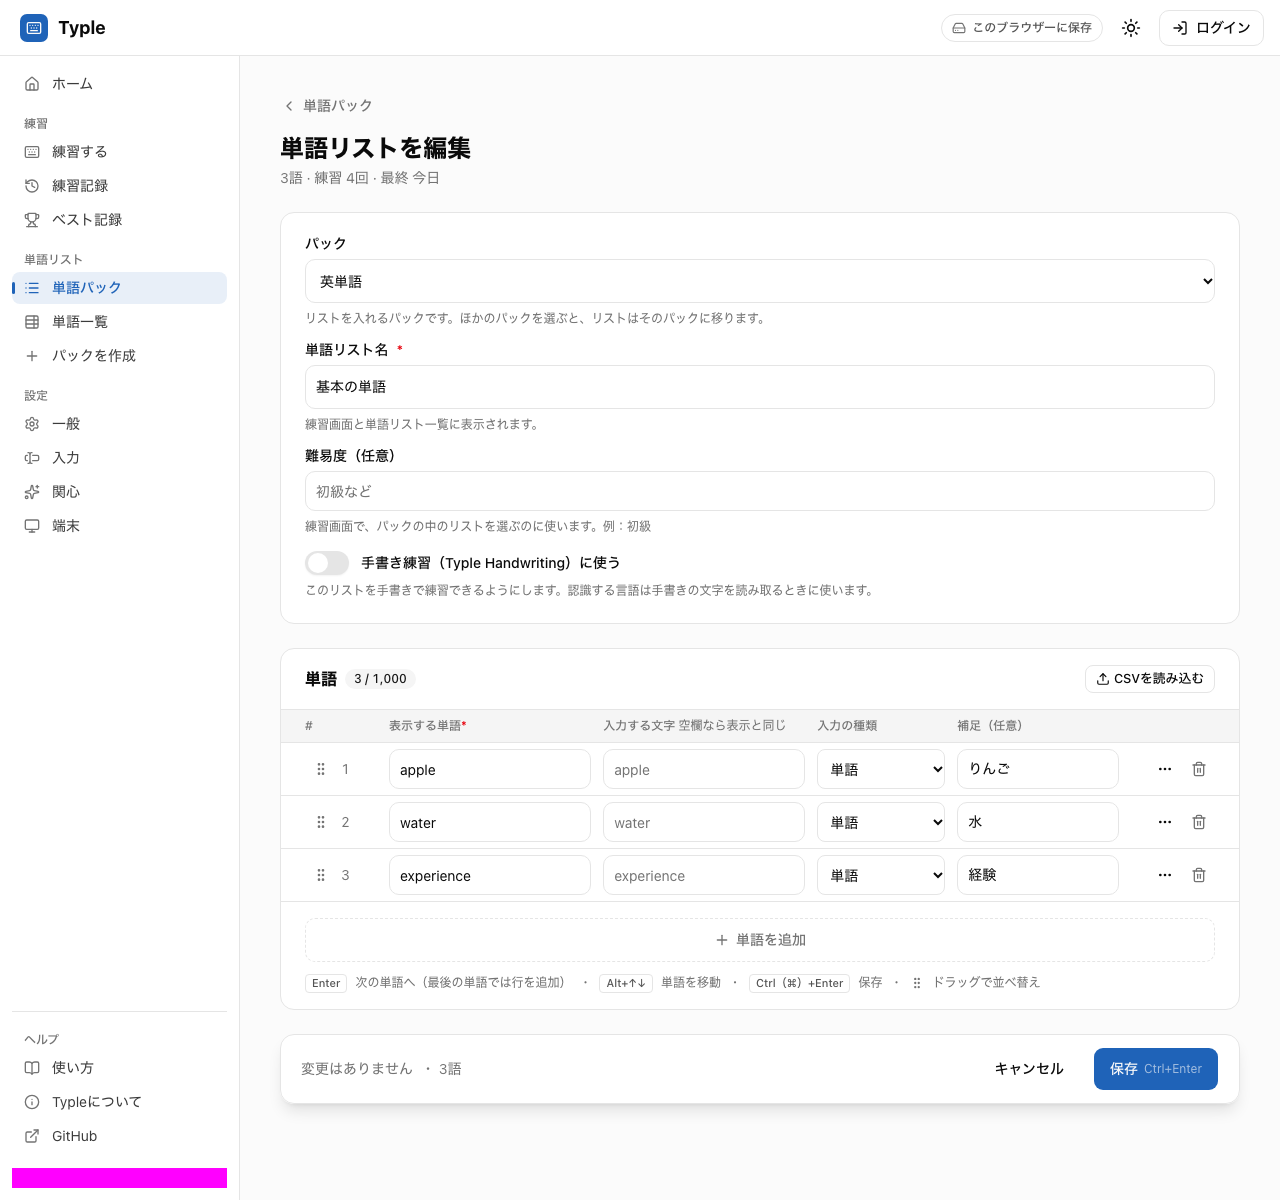 Typle
このブラウザーに保存
ログイン
ホーム
練習
練習する
練習記録
ベスト記録
単語リスト
単語パック
単語一覧
パックを作成
設定
一般
入力
関心
端末
ヘルプ
使い方
Typleについて
GitHub
単語パック
単語リストを編集
3語 · 練習 4回 · 最終 今日
パック
英単語
リストを入れるパックです。ほかのパックを選ぶと、リストはそのパックに移ります。
単語リスト名 *
基本の単語
練習画面と単語リスト一覧に表示されます。
難易度（任意）
初級など
練習画面で、パックの中のリストを選ぶのに使います。例：初級
手書き練習（Typle Handwriting）に使う
このリストを手書きで練習できるようにします。認識する言語は手書きの文字を読み取るときに使います。
単語 3 / 1,000 CSVを読み込む
# 表示する単語* 入力する文字 空欄なら表示と同じ 入力の種類 補足（任意）
1 apple apple 単語 りんご
2 water water 単語 水
3 experience experience 単語 経験
単語を追加
Enter 次の単語へ（最後の単語では行を追加） · Alt+↑↓ 単語を移動 · Ctrl（⌘）+Enter 保存 · ドラッグで並べ替え
変更はありません · 3語 キャンセル 保存 Ctrl+Enter